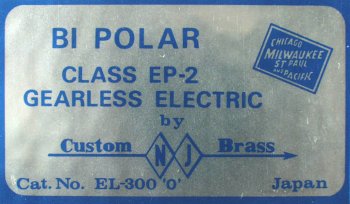 BI POLAR
CHICAGO
MILWAUKEE
ST PAUL
AND PACIFIC
CLASS EP-2
GEARLESS ELECTRIC
by
Custom NJ Brass
Cat. No. EL-300 'O' Japan